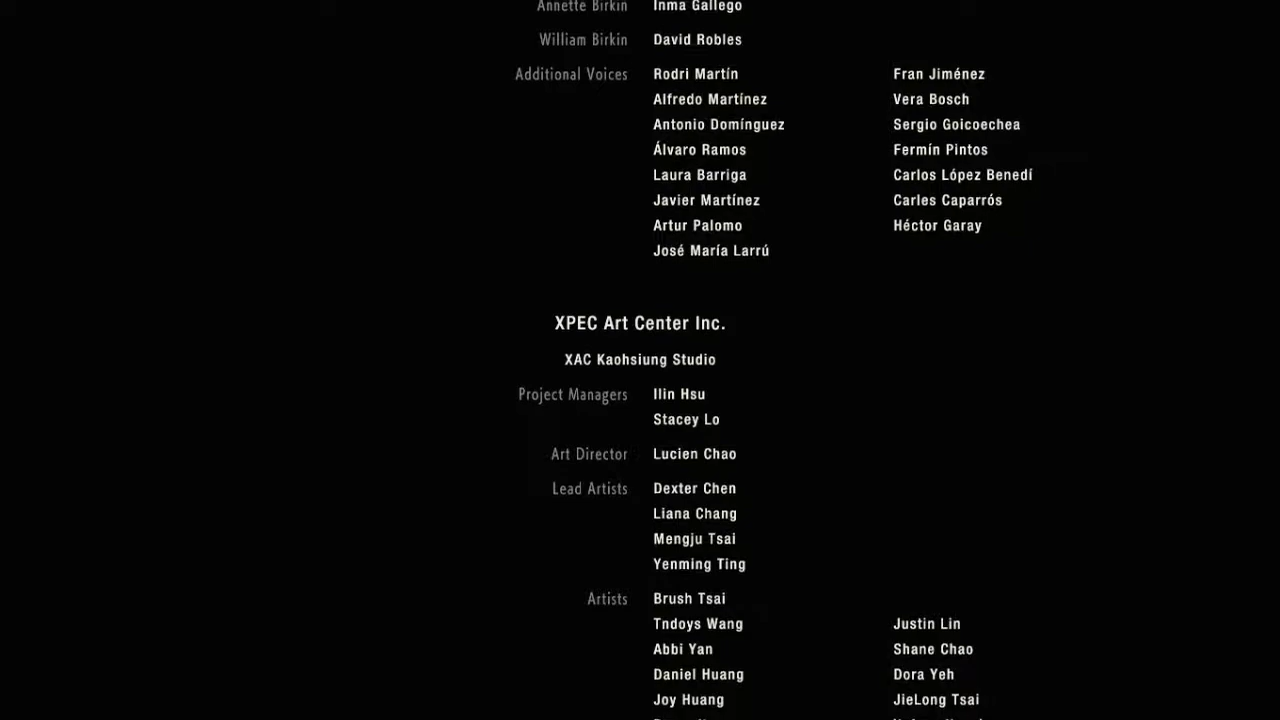 Annette Birkin Inma Gallego
William Birkin David Robles
Additional Voices Rodri Martín Fran Jiménez
Alfredo Martínez Vera Bosch
Antonio Domínguez Sergio Goicoechea
Álvaro Ramos Fermín Pintos
Laura Barriga Carlos López Benedí
Javier Martínez Carles Caparrós
Artur Palomo Héctor Garay
José María Larrú
XPEC Art Center Inc.
XAC Kaohsiung Studio
Project Managers Ilin Hsu
Stacey Lo
Art Director Lucien Chao
Lead Artists Dexter Chen
Liana Chang
Mengju Tsai
Yenming Ting
Artists Brush Tsai
Tndoys Wang Justin Lin
Abbi Yan Shane Chao
Daniel Huang Dora Yeh
Joy Huang JieLong Tsai